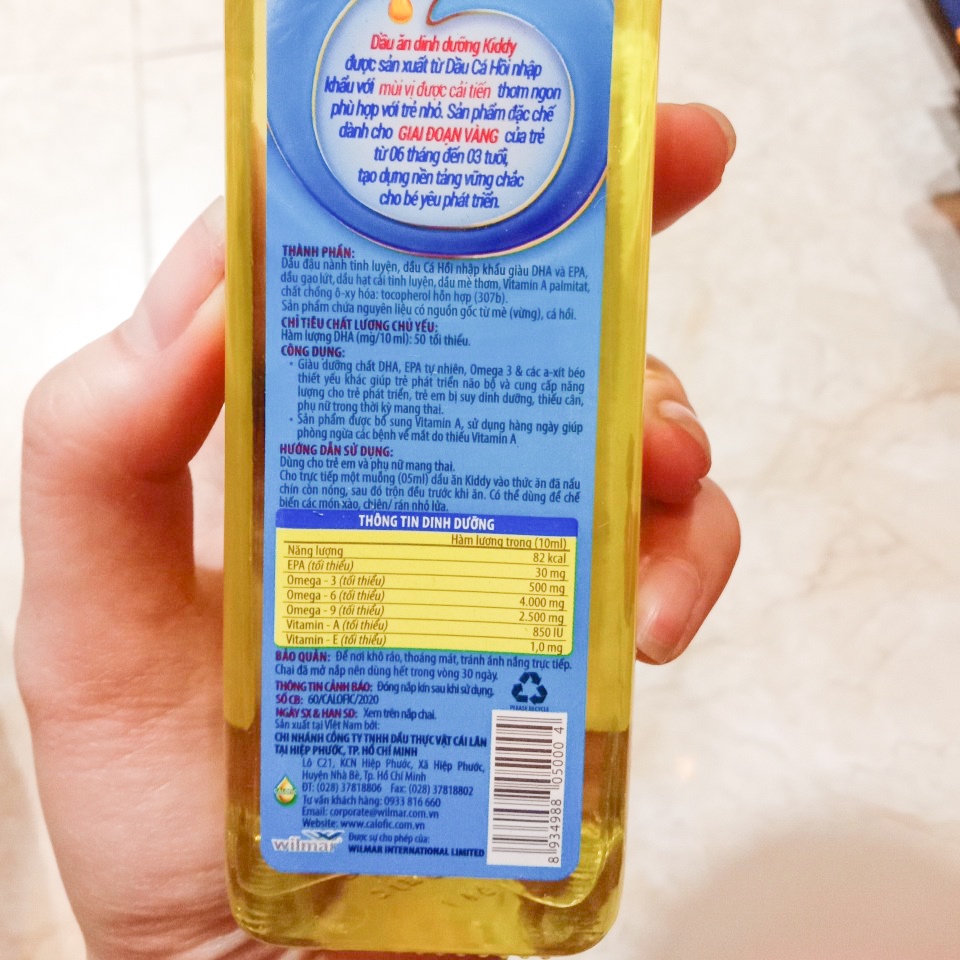 Dầu ăn dinh dưỡng Kiddy
được sản xuất từ Dầu Cá Hồi nhập
khẩu với mùi vị được cải tiến thơm ngon
phù hợp với trẻ nhỏ. Sản phẩm đặc chế
dành cho GIAI ĐOẠN VÀNG của trẻ
từ 06 tháng đến 03 tuổi,
tạo dựng nền tảng vững chắc
cho bé yêu phát triển.
THÀNH PHẦN:
Dầu đậu nành tinh luyện, dầu Cá Hồi nhập khẩu giàu DHA và EPA,
dầu gạo lứt, dầu hạt cải tinh luyện, dầu mè thơm, Vitamin A palmitat,
chất chống ô-xy hóa: tocopherol hỗn hợp (307b).
Sản phẩm chứa nguyên liệu có nguồn gốc từ mè (vừng), cá hồi.
CHỈ TIÊU CHẤT LƯỢNG CHỦ YẾU:
Hàm lượng DHA (mg/10 ml): 50 tối thiểu.
CÔNG DỤNG:
• Giàu dưỡng chất DHA, EPA tự nhiên, Omega 3 & các a-xít béo
thiết yếu khác giúp trẻ phát triển não bộ và cung cấp năng
lượng cho trẻ phát triển, trẻ em bị suy dinh dưỡng, thiếu cân,
phụ nữ trong thời kỳ mang thai.
• Sản phẩm được bổ sung Vitamin A, sử dụng hàng ngày giúp
phòng ngừa các bệnh về mắt do thiếu Vitamin A
HƯỚNG DẪN SỬ DỤNG:
Dùng cho trẻ em và phụ nữ mang thai.
Cho trực tiếp một muỗng (05ml) dầu ăn Kiddy vào thức ăn đã nấu
chín còn nóng, sau đó trộn đều trước khi ăn. Có thể dùng để chế
biến các món xào, chiên/ rán nhỏ lửa.
THÔNG TIN DINH DƯỠNG
Hàm lượng trong (10ml)
Năng lượng 82 kcal
EPA (tối thiểu) 30 mg
Omega - 3 (tối thiểu) 500 mg
Omega - 6 (tối thiểu) 4.000 mg
Omega - 9 (tối thiểu) 2.500 mg
Vitamin - A (tối thiểu) 850 IU
Vitamin - E (tối thiểu) 1,0 mg
BẢO QUẢN: Để nơi khô ráo, thoáng mát, tránh ánh nắng trực tiếp.
Chai đã mở nắp nên dùng hết trong vòng 30 ngày.
THÔNG TIN CẢNH BÁO: Đóng nắp kín sau khi sử dụng.
SỐ CB: 60/CALOFIC/2020
NGÀY SX & HẠN SD: Xem trên nắp chai.
PLEASE RECYCLE
Sản xuất tại Việt Nam bởi:
CHI NHÁNH CÔNG TY TNHH DẦU THỰC VẬT CÁI LÂN
TẠI HIỆP PHƯỚC, TP. HỒ CHÍ MINH
Lô C21, KCN Hiệp Phước, Xã Hiệp Phước,
Huyện Nhà Bè, Tp. Hồ Chí Minh
ĐT: (028) 37818806 Fax: (028) 37818802
Tư vấn khách hàng: 0933 816 660
Email: corporate@wilmar.com.vn
Website: www.calofic.com.vn
wilmar
Được sự cho phép của:
WILMAR INTERNATIONAL LIMITED
8 934988 050004